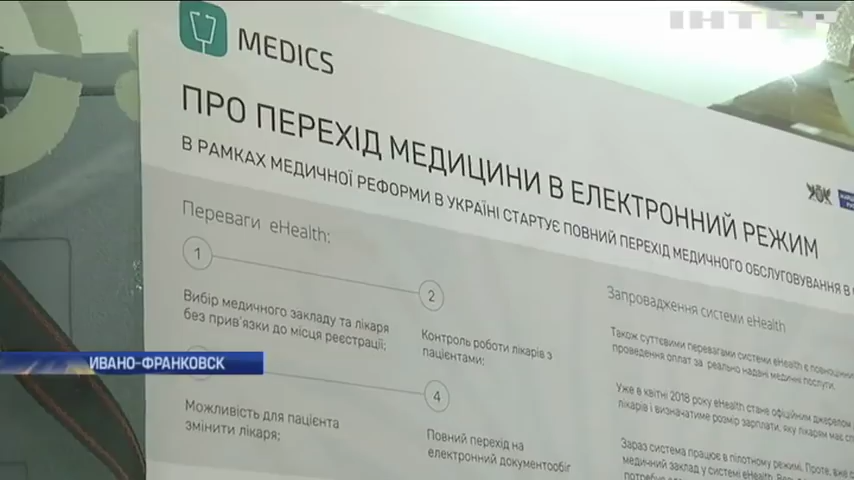 ІНТЕР
MEDICS
ПРО ПЕРЕХІД МЕДИЦИНИ В ЕЛЕКТРОННИЙ РЕЖИМ
В РАМКАХ МЕДИЧНОЇ РЕФОРМИ В УКРАЇНІ СТАРТУЄ ПОВНИЙ ПЕРЕХІД МЕДИЧНОГО ОБСЛУГОВУВАННЯ В
Переваги eHealth:
1
Вибір медичного закладу та лікаря
без прив'язки до місця реєстрації;
2
Контроль роботи лікарів з
пацієнтами;
Можливість для пацієнта
змінити лікаря;
4
Повний перехід на
електронний документообіг
Запровадження системи eHealth
Також суттєвими перевагами системи eHealth є
проведення оплат за реально надані медичні послуги.
Уже в квітні 2018 року eHealth стане офіційним джерелом
лікарів і визначатиме розмір зарплати, яку лікарям має
Зараз система працює в пілотному режимі. Проте, вже
медичний заклад у системі eHealth.
ИВАНО-ФРАНКОВСК